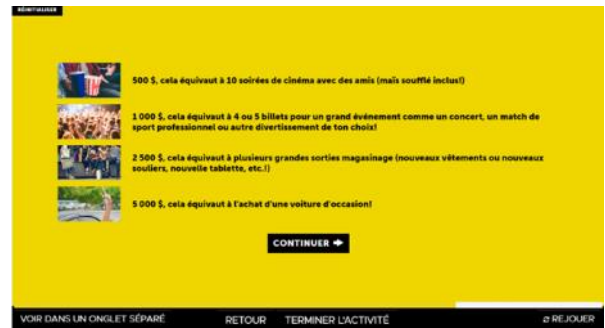 RÉINITIALISER
500 $, cela équivaut à 10 soirées de cinéma avec des amis (maïs soufflé inclus!)
1 000 $, cela équivaut à 4 ou 5 billets pour un grand événement comme un concert, un match de
sport professionnel ou autre divertissement de ton choix!
2 500 $, cela équivaut à plusieurs grandes sorties magasinage (nouveaux vêtements ou nouveaux
souliers, nouvelle tablette, etc.!)
5 000 $, cela équivaut à l'achat d'une voiture d'occasion!
CONTINUER
VOIR DANS UN ONGLET SÉPARÉ RETOUR TERMINER L'ACTIVITÉ REJOUER